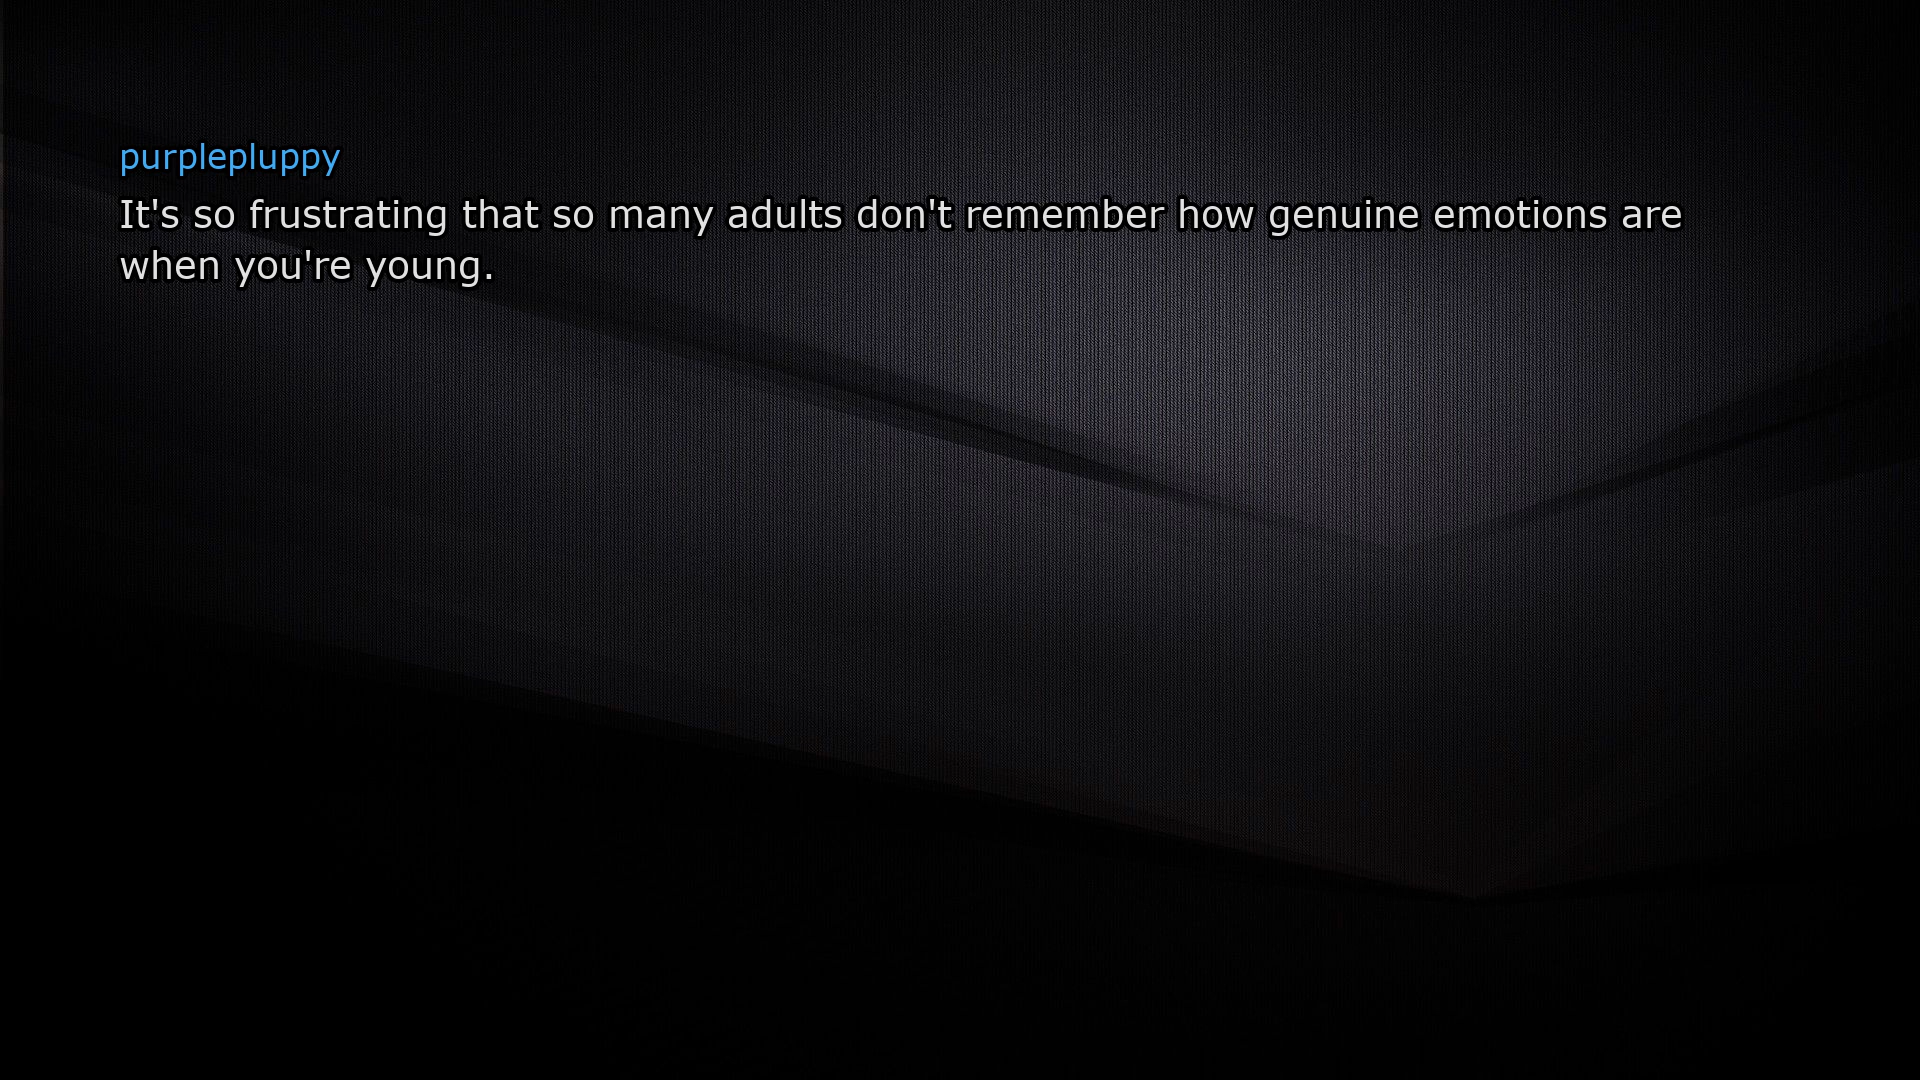 purplepluppy
It's so frustrating that so many adults don't remember how genuine emotions are
when you're young.